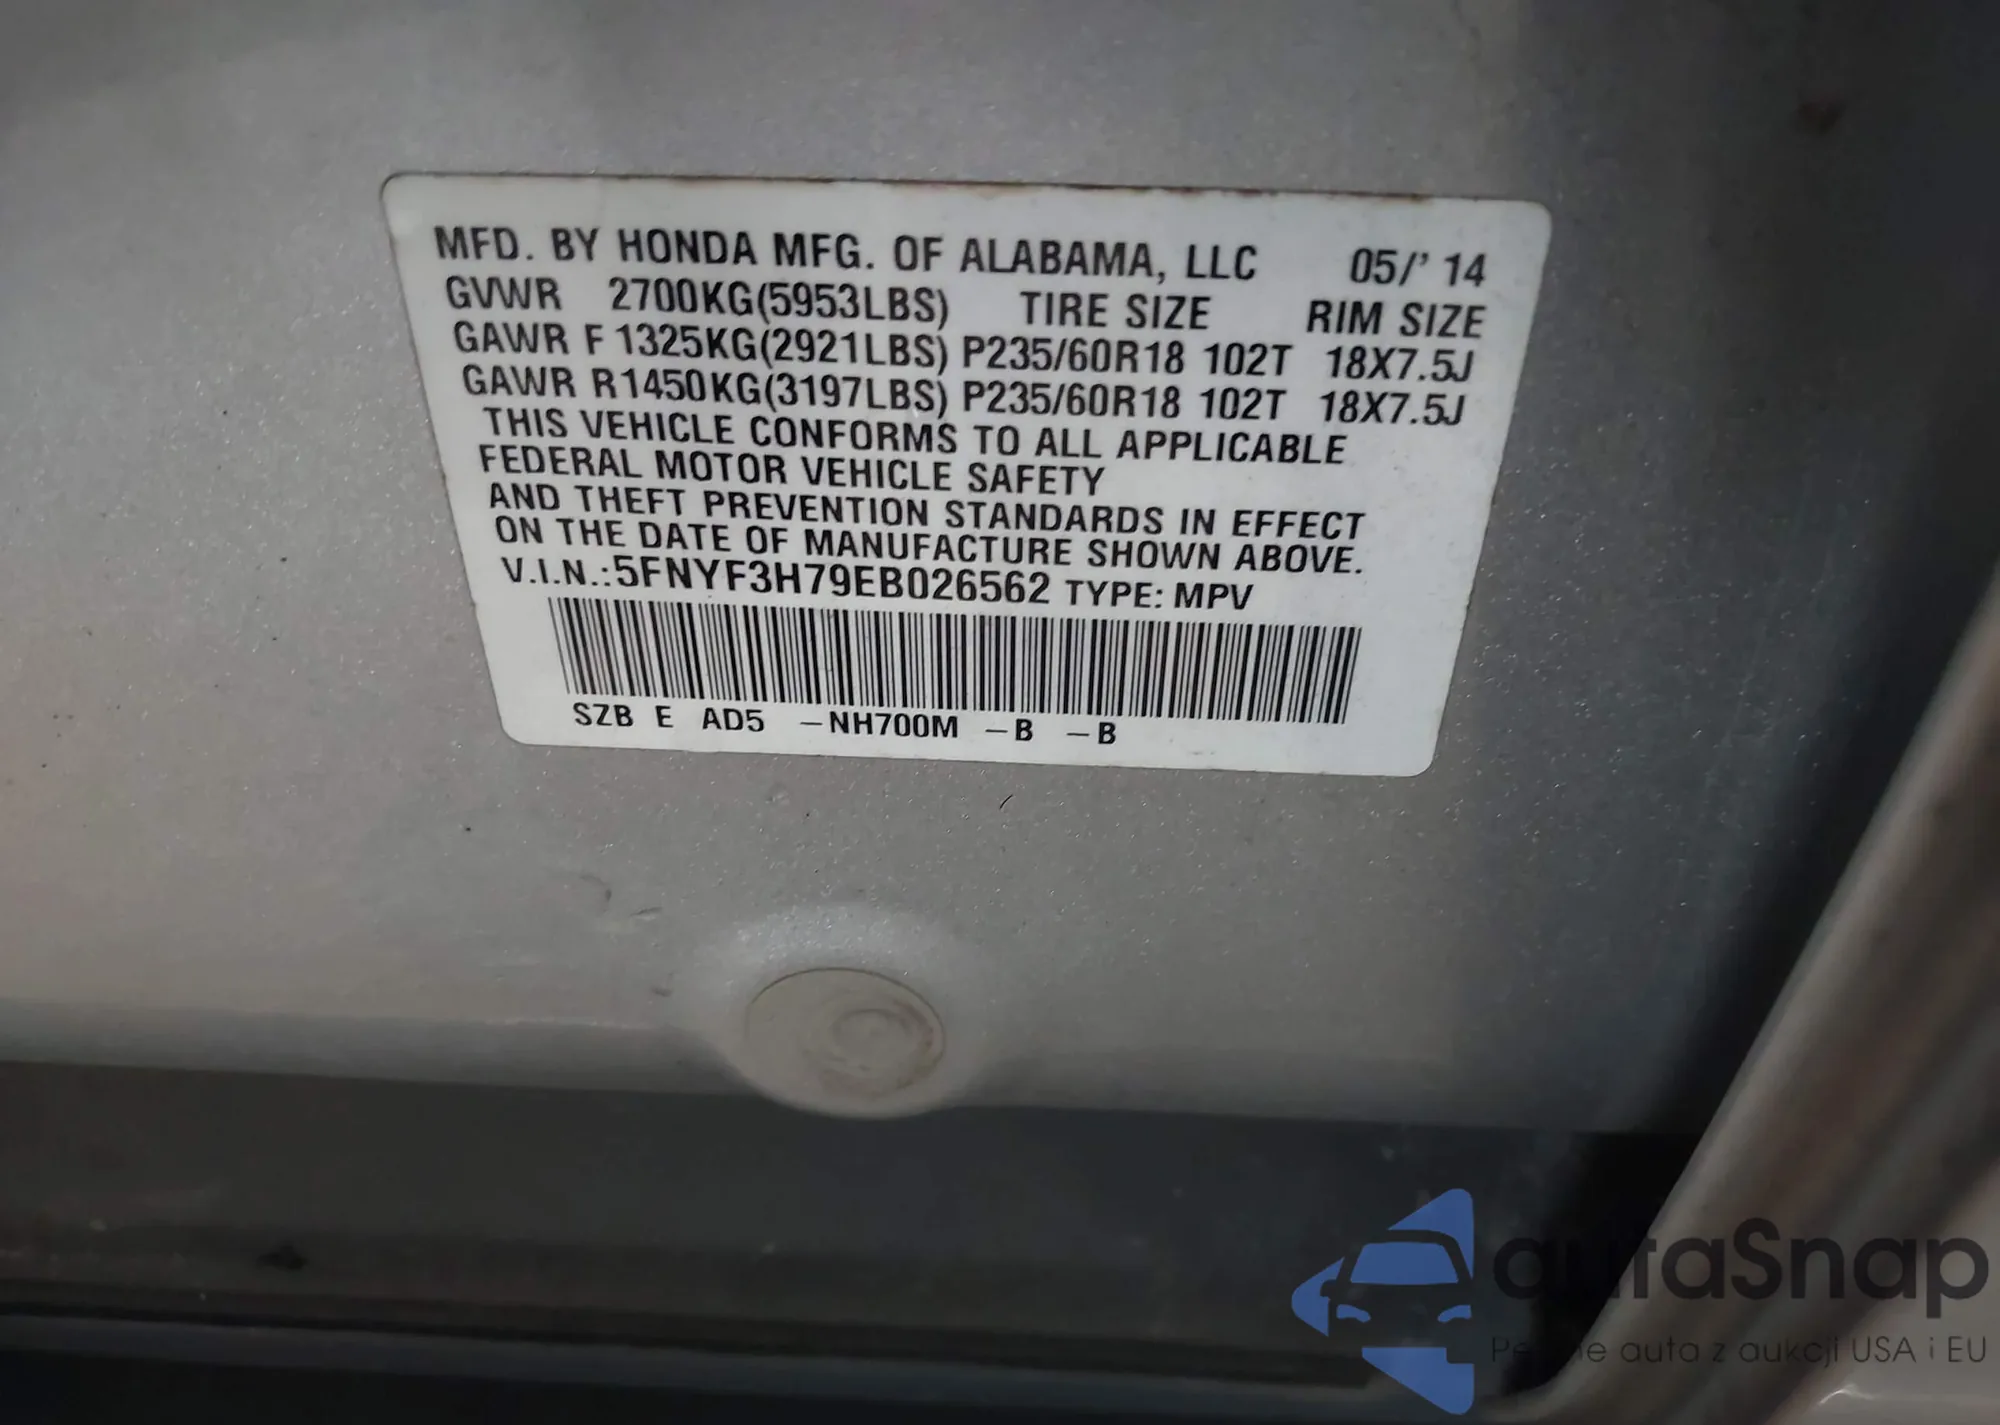 MFD. BY HONDA MFG. OF ALABAMA, LLC 05/' 14
GVWR 2700KG(5953LBS) TIRE SIZE RIM SIZE
GAWR F 1325KG(2921LBS) P235/60R18 102T 18X7.5J
GAWR R1450KG(3197LBS) P235/60R18 102T 18X7.5J
THIS VEHICLE CONFORMS TO ALL APPLICABLE
FEDERAL MOTOR VEHICLE SAFETY
AND THEFT PREVENTION STANDARDS IN EFFECT
ON THE DATE OF MANUFACTURE SHOWN ABOVE.
V.I.N.:5FNYF3H79EB026562 TYPE: MPV
SZB E AD5 -NH700M -B -B
autaSnap
auta z aukcji USA i EU